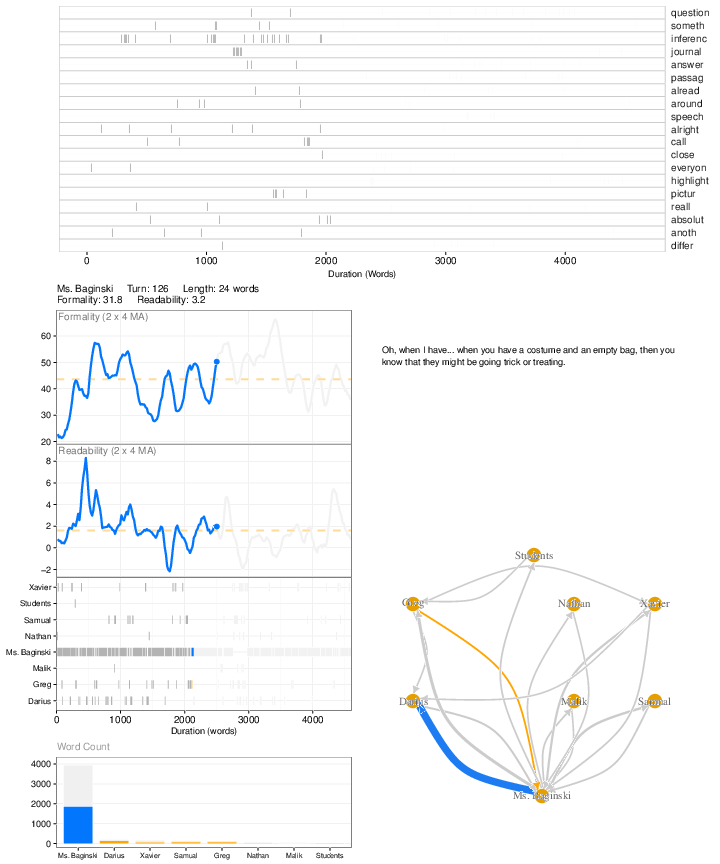 question
someth
inferenc
journal
answer
passag
alread
around
speech
alright
call
close
everyon
highlight
pictur
reall
absolut
anoth
differ
0 1000 2000 3000 4000
Duration (Words)
Ms. Baginski Turn: 126 Length: 24 words
Formality: 31.8 Readability: 3.2
Formality (2 x 4 MA)
60
50
40
30
20
Oh, when I have... when you have a costume and an empty bag, then you
know that they might be going trick or treating.
Readability (2 x 4 MA)
8
6
4
2
0
−2
Xavier
Students
Samual
Nathan
Ms. Baginski
Malik
Greg
Darius
0 1000 2000 3000 4000
Duration (words)
Students
Greg Nathan Xavier
Darius Malik Samual
Ms. Baginski
Word Count
4000
3000
2000
1000
0
Ms. Baginski Darius Xavier Samual Greg Nathan Malik Students